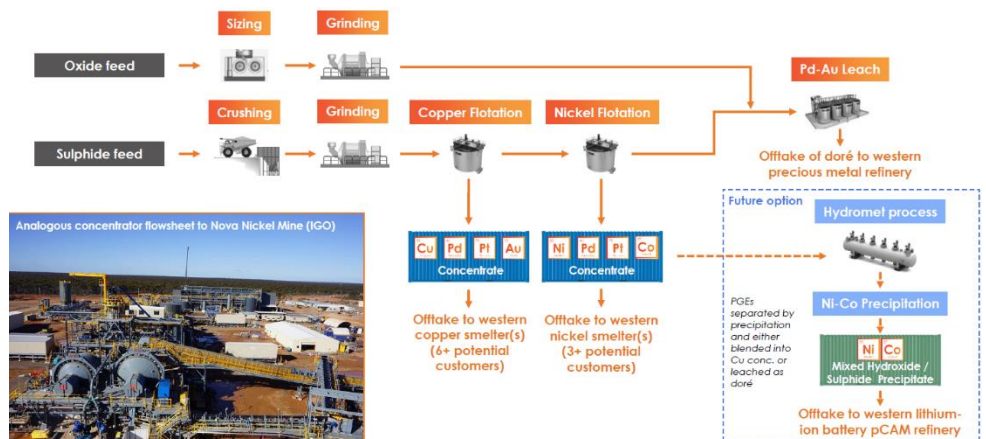 Sizing
Grinding
Oxide feed
Pd-Au Leach
Crushing
Grinding
Copper Flotation
Nickel Flotation
Sulphide feed
Offtake of doré to western
precious metal refinery
Analogous concentrator flowsheet to Nova Nickel Mine (IGO)
Cu Pd Pt Au
Concentrate
Offtake to western
copper smelter(s)
(6+ potential
customers)
Ni Pd Pt Co
Concentrate
Offtake to western
nickel smelter(s)
(3+ potential
customers)
Future option
Hydromet process
PGEs
separated by
precipitation
and either
blended into
Cu conc. or
leached as
doré
Ni-Co Precipitation
Ni Co
Mixed Hydroxide /
Sulphide Precipitate
Offtake to western lithium-
ion battery pCAM refinery